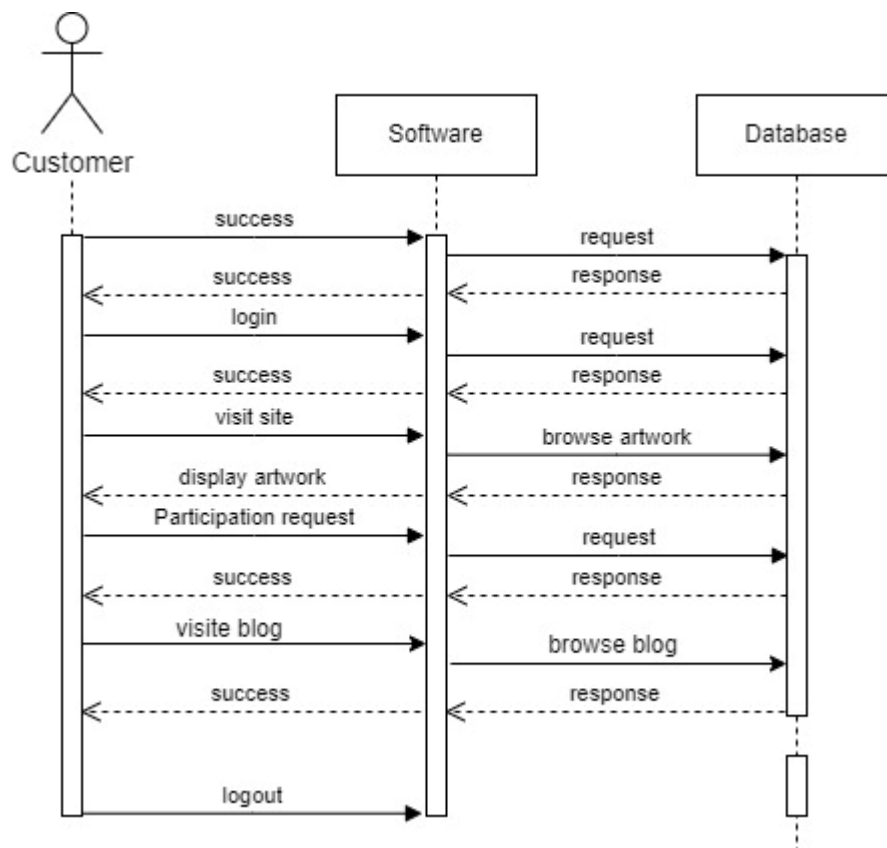 Customer
Software
Database
success
request
success
response
login
request
success
response
visit site
browse artwork
display artwork
response
Participation request
request
success
response
visite blog
browse blog
success
response
logout